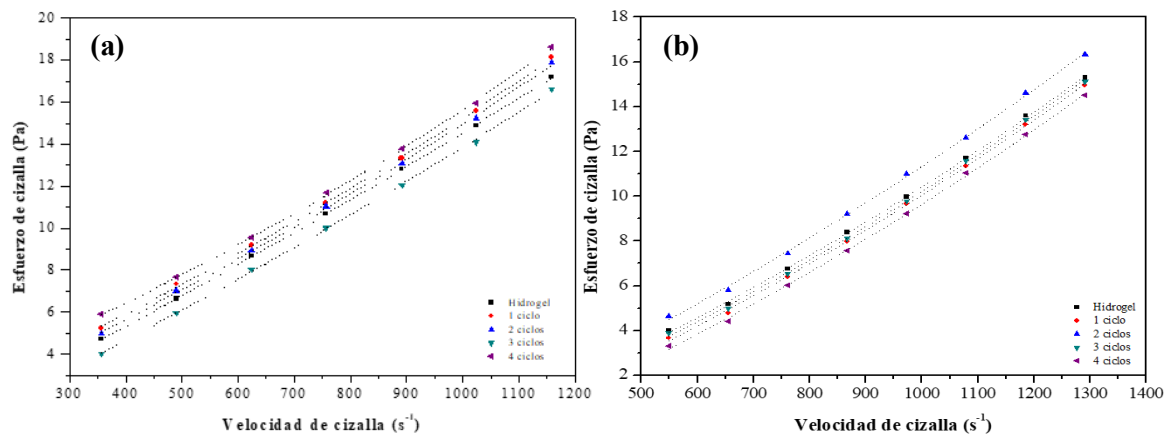 (a)
Esfuerzo de cizalla (Pa)
20
18
16
14
12
10
8
6
4
Hidrogel
1 ciclo
2 ciclos
3 ciclos
4 ciclos
300 400 500 600 700 800 900 1000 1100 1200
Velocidad de cizalla (s⁻¹)
(b)
Esfuerzo de cizalla (Pa)
18
16
14
12
10
8
6
4
2
Hidrogel
1 ciclo
2 ciclos
3 ciclos
4 ciclos
500 600 700 800 900 1000 1100 1200 1300 1400
Velocidad de cizalla (s⁻¹)